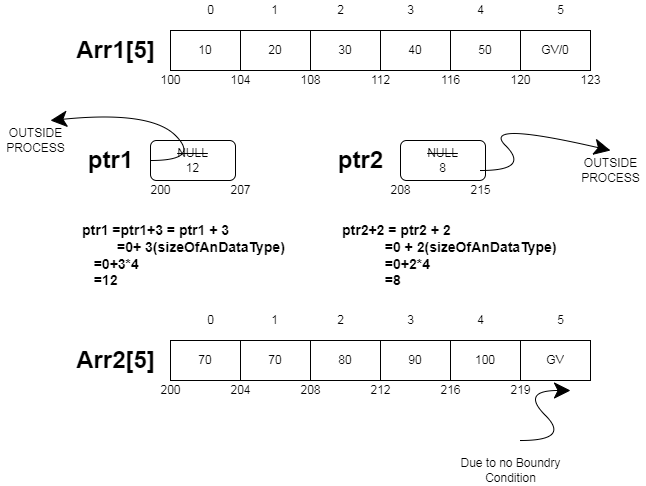 0 1 2 3 4 5
Arr1[5] 10 20 30 40 50 GV/0
100 104 108 112 116 120 123
OUTSIDE
PROCESS
ptr1 NULL
12
200 207
ptr2 NULL
8
208 215
OUTSIDE
PROCESS
ptr1 =ptr1+3 = ptr1 + 3
=0+ 3(sizeOfAnDataType)
=0+3*4
=12
ptr2+2 = ptr2 + 2
=0 + 2(sizeOfAnDataType)
=0+2*4
=8
0 1 2 3 4 5
Arr2[5] 70 70 80 90 100 GV
200 204 208 212 216 219
Due to no Boundry
Condition